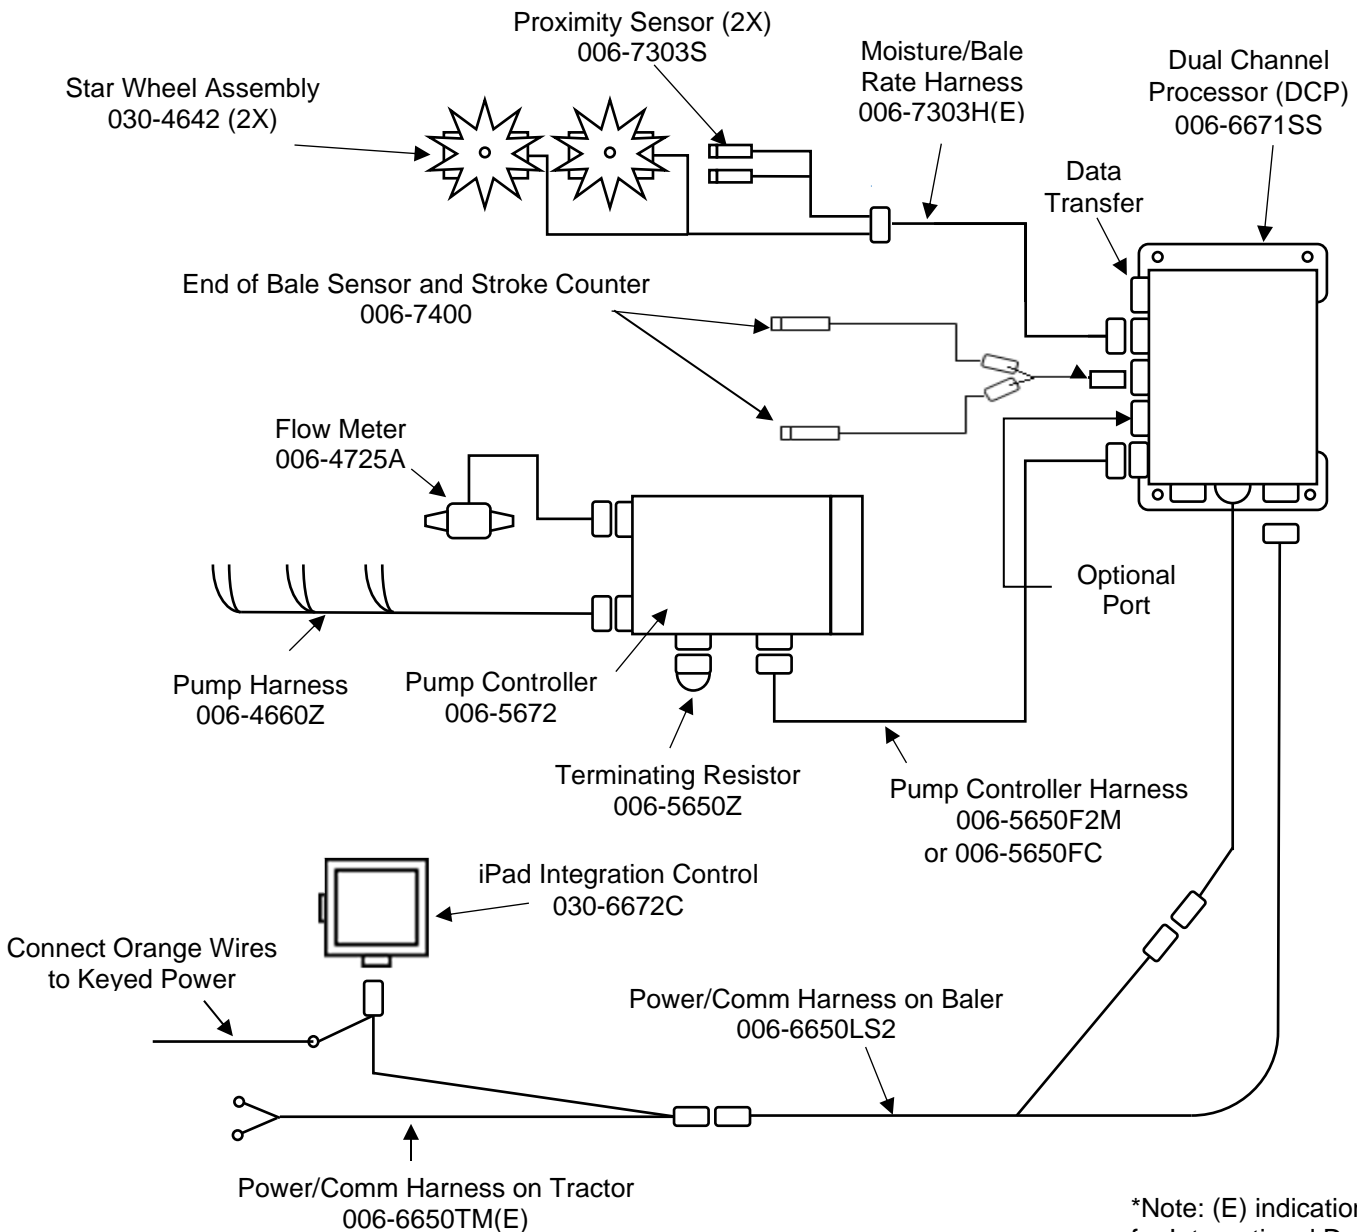 Proximity Sensor (2X)
006-7303S
Moisture/Bale
Rate Harness
006-7303H(E)
Dual Channel
Processor (DCP)
006-6671SS
Star Wheel Assembly
030-4642 (2X)
Data
Transfer
End of Bale Sensor and Stroke Counter
006-7400
Flow Meter
006-4725A
Optional
Port
Pump Harness
006-4660Z
Pump Controller
006-5672
Terminating Resistor
006-5650Z
Pump Controller Harness
006-5650F2M
or 006-5650FC
iPad Integration Control
030-6672C
Connect Orange Wires
to Keyed Power
Power/Comm Harness on Baler
006-6650LS2
Power/Comm Harness on Tractor
006-6650TM(E)
*Note: (E) indication
for International